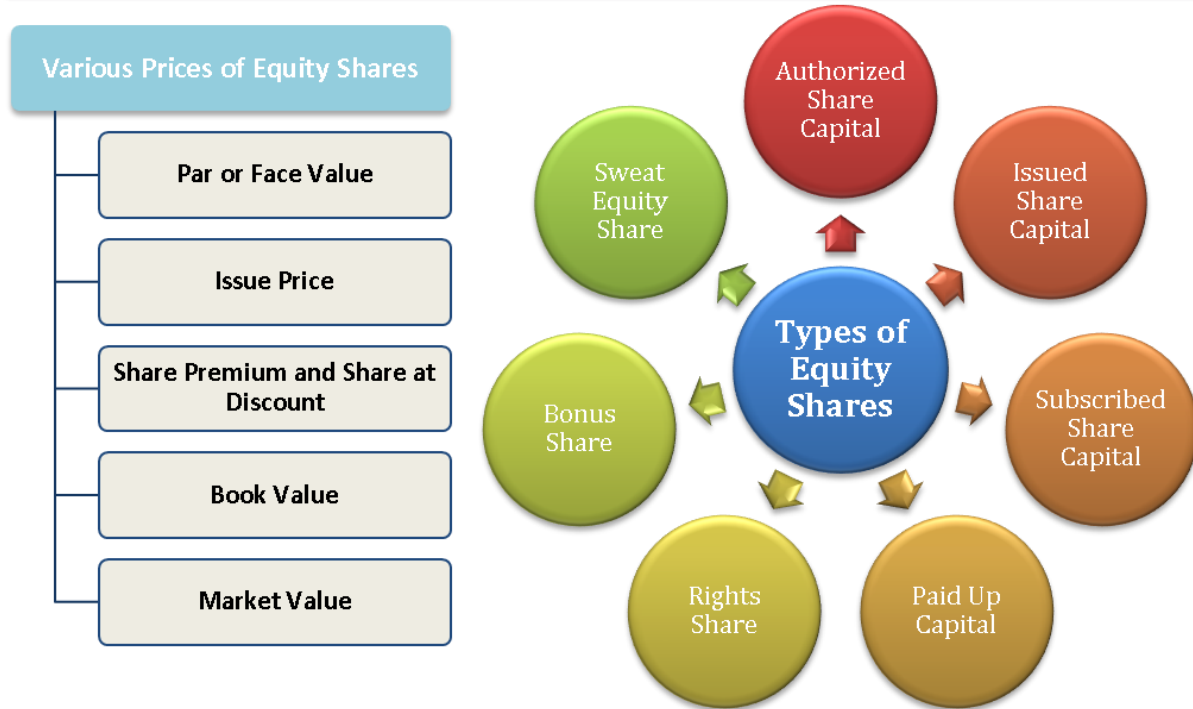 Various Prices of Equity Shares
Par or Face Value
Issue Price
Share Premium and Share at
Discount
Book Value
Market Value
Types of
Equity
Shares
Authorized
Share
Capital
Issued
Share
Capital
Subscribed
Share
Capital
Paid Up
Capital
Rights
Share
Bonus
Share
Sweat
Equity
Share